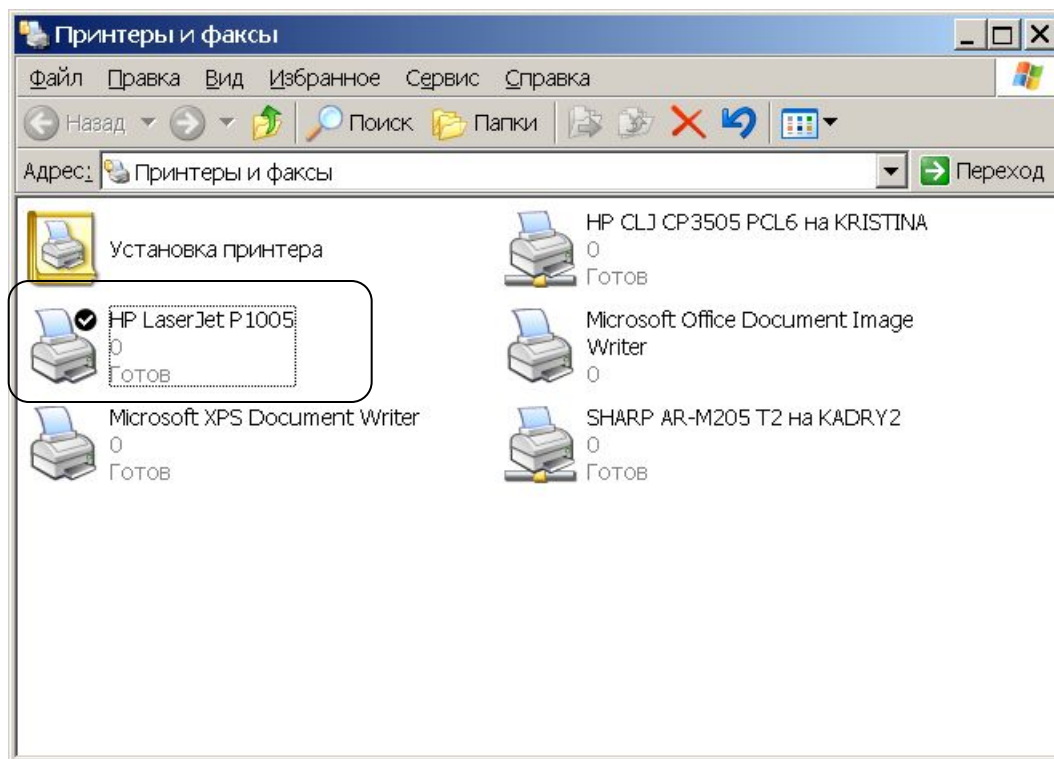 Принтеры и факсы
Файл Правка Вид Избранное Сервис Справка
Назад Поиск Папки
Адрес: Принтеры и факсы Переход
Установка принтера
HP CLJ CP3505 PCL6 на KRISTINA
0
Готов
HP LaserJet P1005
0
Готов
Microsoft Office Document Image
Writer
0
Microsoft XPS Document Writer
0
Готов
SHARP AR-M205 T2 на KADRY2
0
Готов